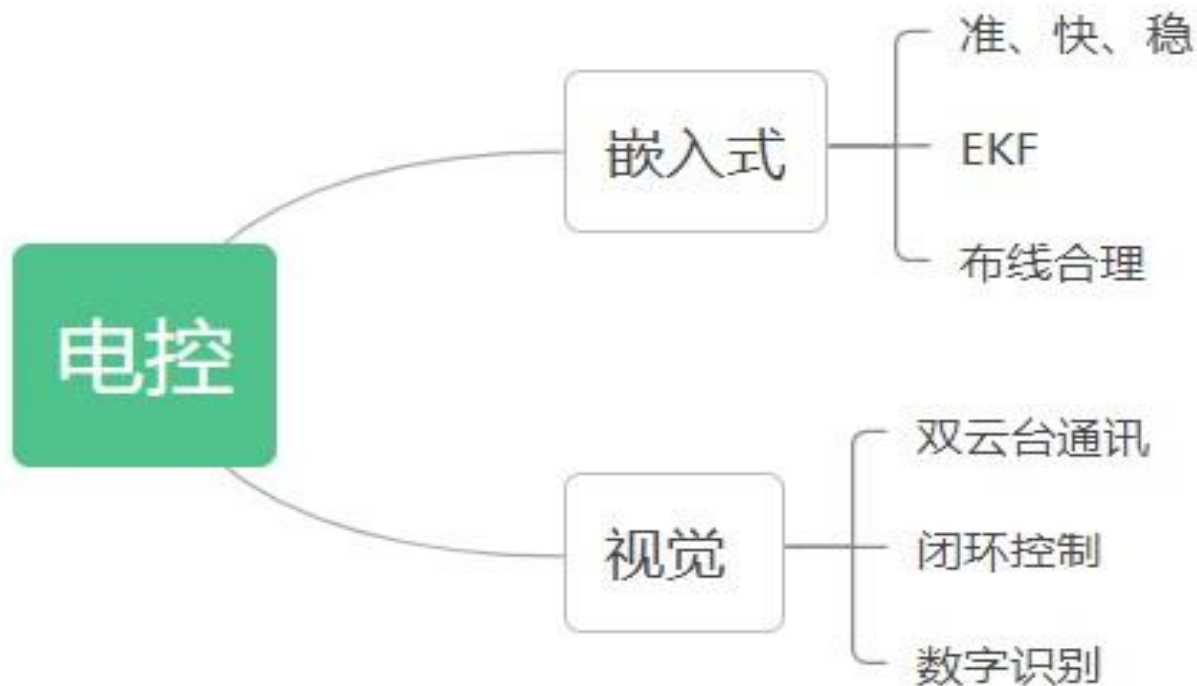 电控
嵌入式
准、快、稳
EKF
布线合理
视觉
双云台通讯
闭环控制
数字识别